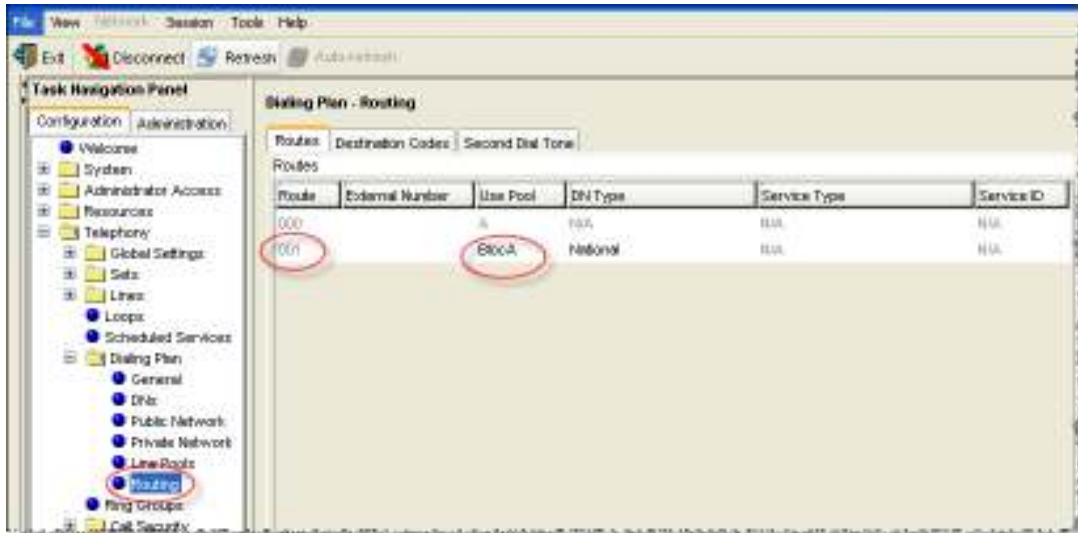 File View Network Session Tools Help
Exit Disconnect Refresh Auto-refresh
Task Navigation Panel
Configuration Administration
Welcome
System
Administrator Access
Resources
Telephony
Global Settings
Sets
Lines
Loops
Scheduled Services
Dialing Plan
General
DNs
Public Network
Private Network
Line Pools
Routing
Ring Groups
Call Security
Dialing Plan - Routing
Routes Destination Codes Second Dial Tone
Routes
Route External Number Use Pool DN Type Service Type Service ID
000 A N/A N/A N/A
001 BlocA National N/A N/A